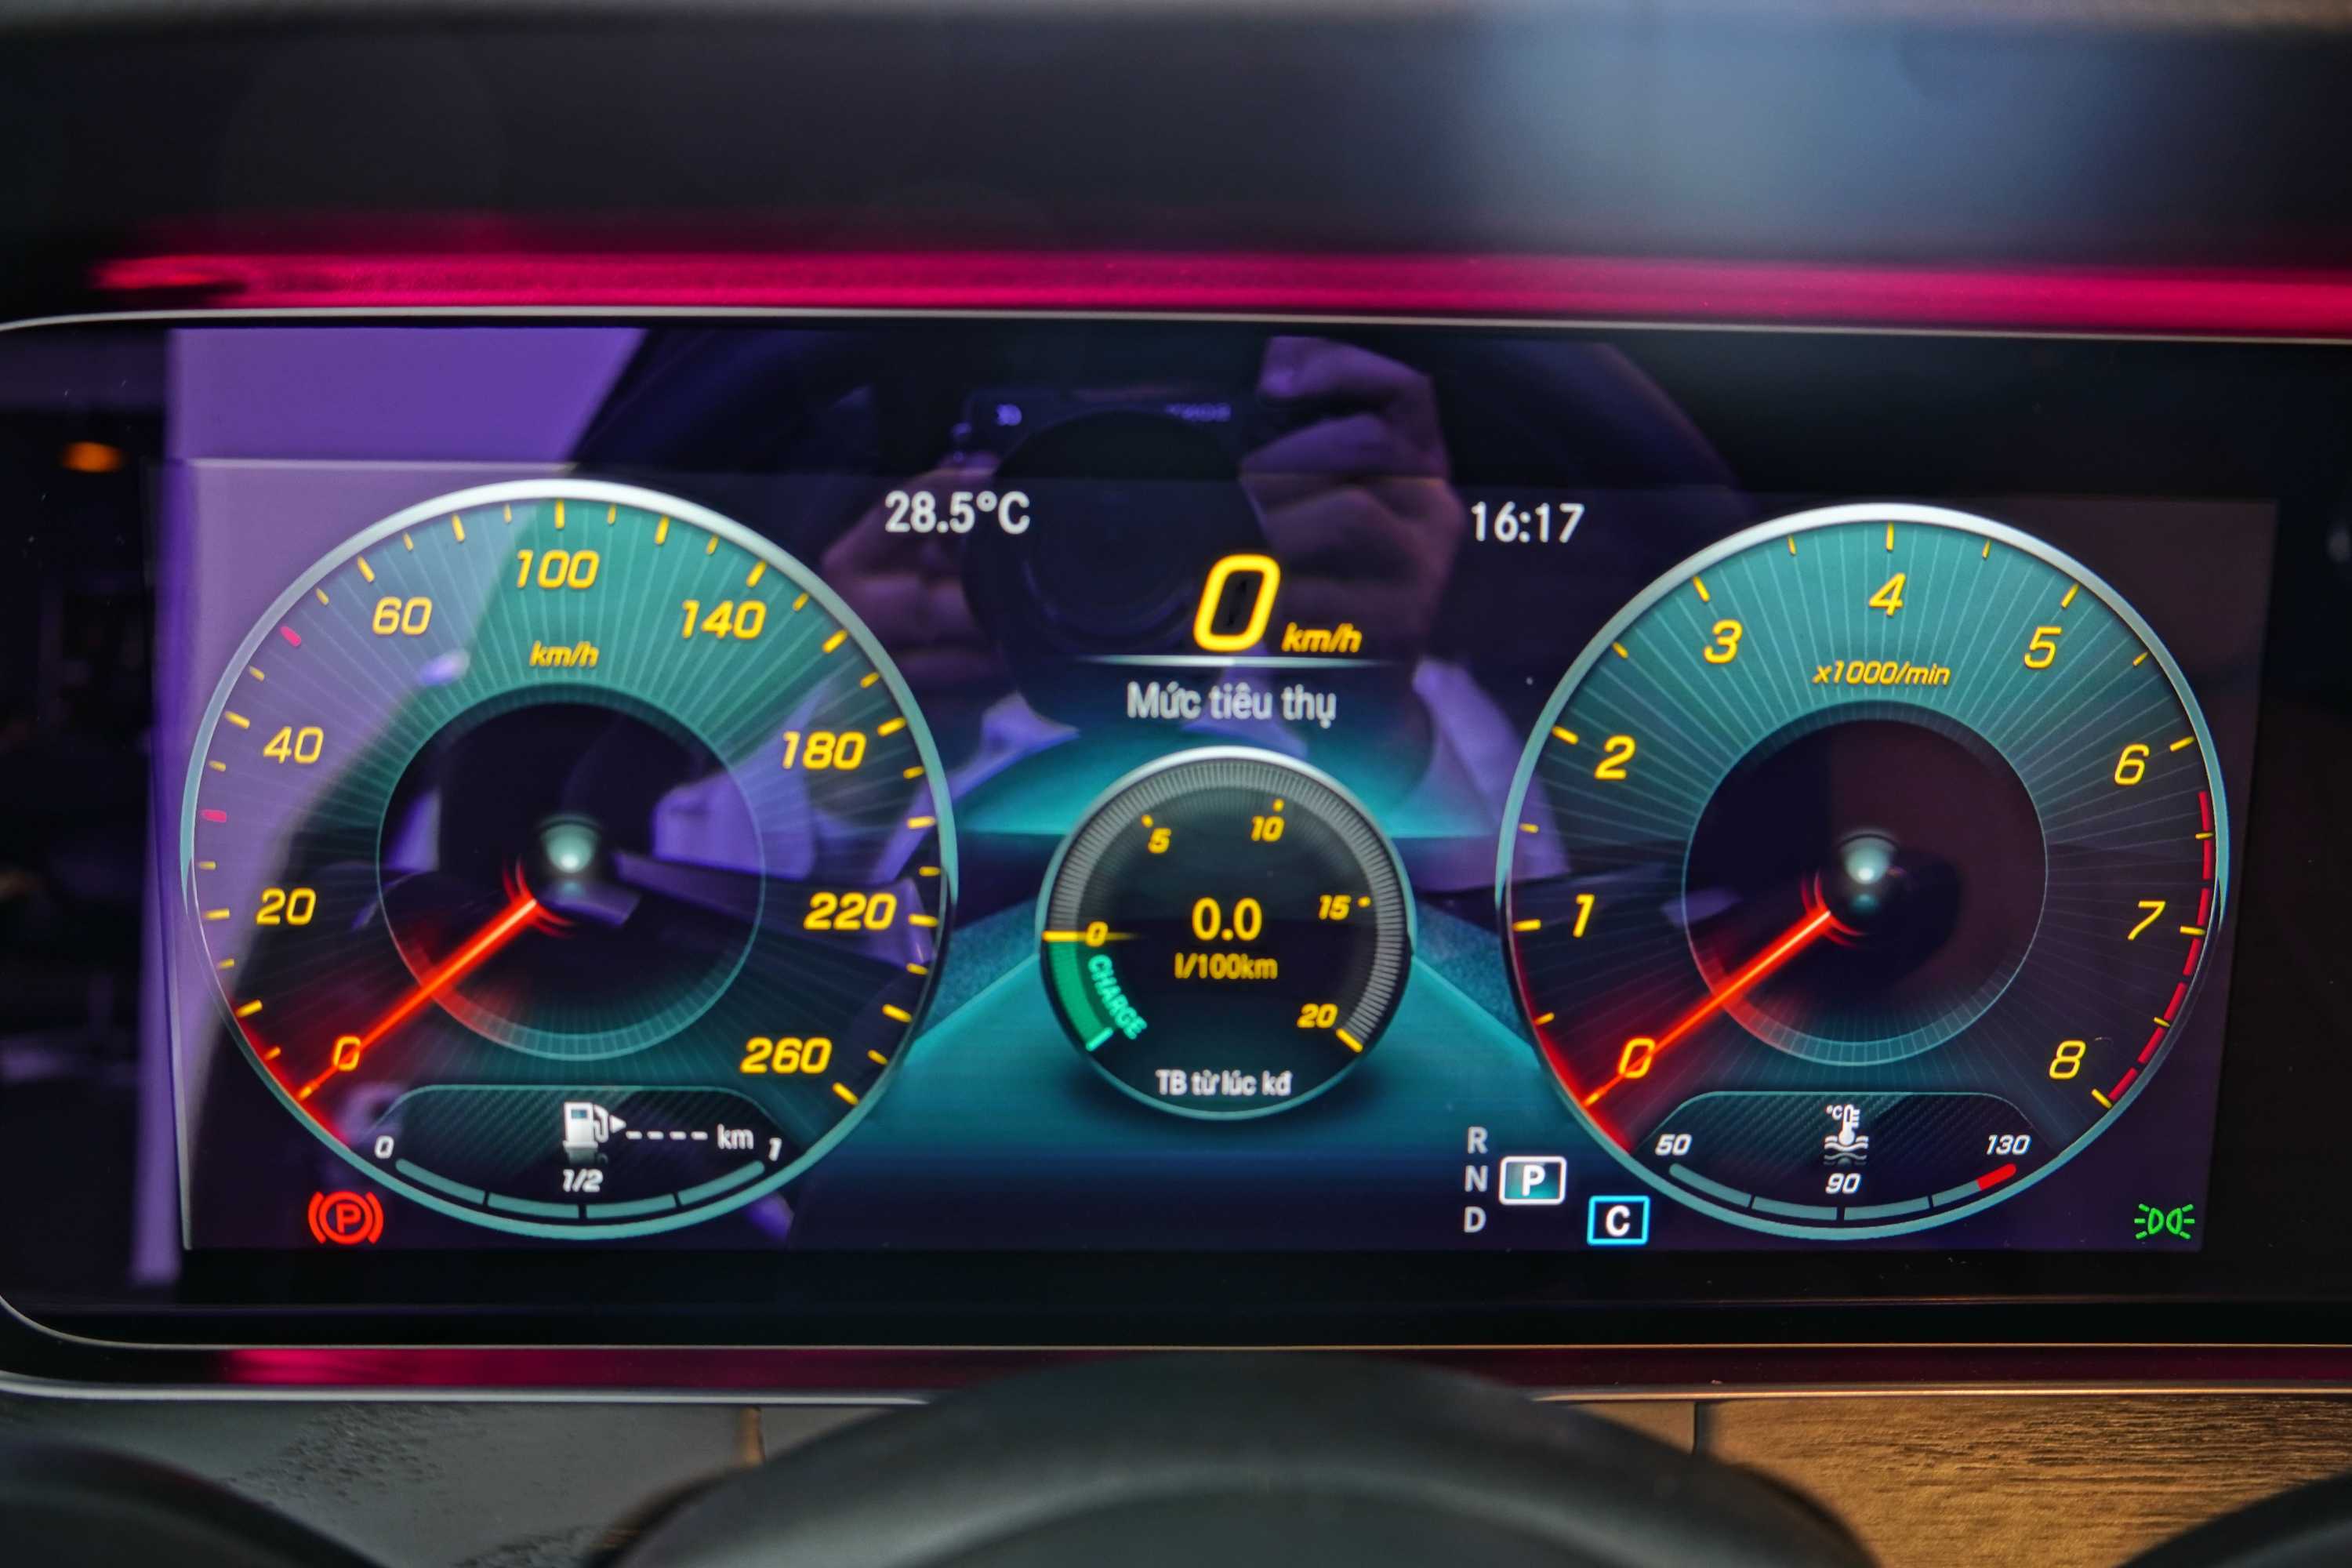 28.5°C
16:17
0 km/h
Mức tiêu thụ
100
60
140
km/h
40
180
20
220
0
260
0
---- km
1
1/2
5
10
15
0
0.0
l/100km
CHARGE
20
TB từ lúc kđ
4
3
5
x1000/min
2
6
1
7
0
8
°C
50
130
90
R
N
P
D
C
(P)